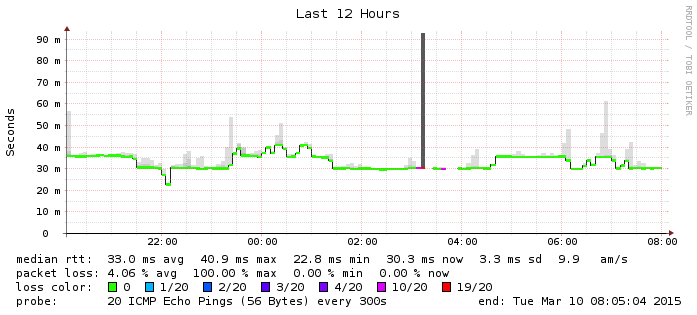 Last 12 Hours
RRDTOOL / TOBI OETIKER
Seconds
90 m
80 m
70 m
60 m
50 m
40 m
30 m
20 m
10 m
0
22:00 00:00 02:00 04:00 06:00 08:00
median rtt: 33.0 ms avg 40.9 ms max 22.8 ms min 30.3 ms now 3.3 ms sd 9.9 am/s
packet loss: 4.06 % avg 100.00 % max 0.00 % min 0.00 % now
loss color: 0 1/20 2/20 3/20 4/20 10/20 19/20
probe: 20 ICMP Echo Pings (56 Bytes) every 300s end: Tue Mar 10 08:05:04 2015